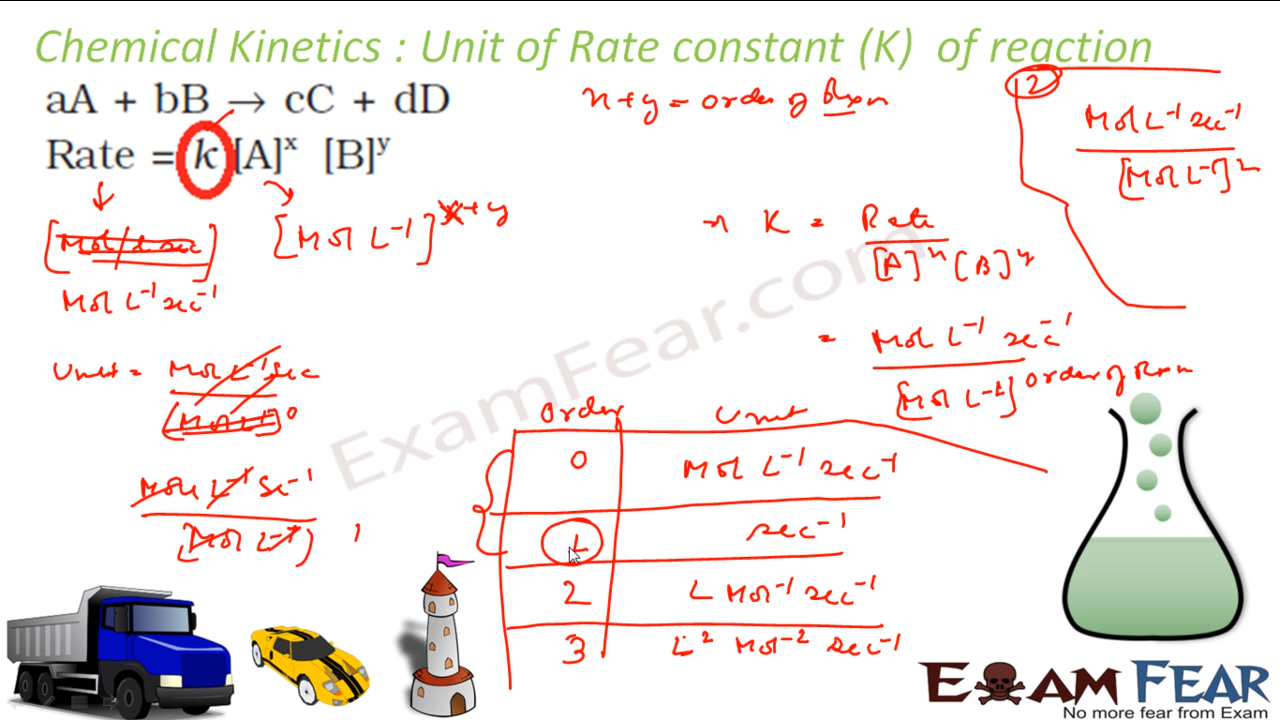 Chemical Kinetics : Unit of Rate constant (K) of reaction
aA + bB → cC + dD
Rate = k [A]ˣ [B]ʸ
x+y = order of Rxn
2
Mol L⁻¹ sec⁻¹
[Mol L⁻¹]²
[Mol/L sec]
[Mol L⁻¹]ˣ⁺ʸ
Mol L⁻¹ sec⁻¹
⇒ K = Rate
[A]ˣ [B]ʸ
= Mol L⁻¹ sec⁻¹
[Mol L⁻¹] Order of Rxn
Unit = Mol L⁻¹ sec
[Mol L⁻¹]⁰
Mole L⁻¹ Sec⁻¹
[Mol L⁻¹] 1
Order Unit
0 Mol L⁻¹ sec⁻¹
1 sec⁻¹
2 L Mol⁻¹ sec⁻¹
3 L² Mol⁻² sec⁻¹
ExamFear.com
EXAM FEAR
No more fear from Exam